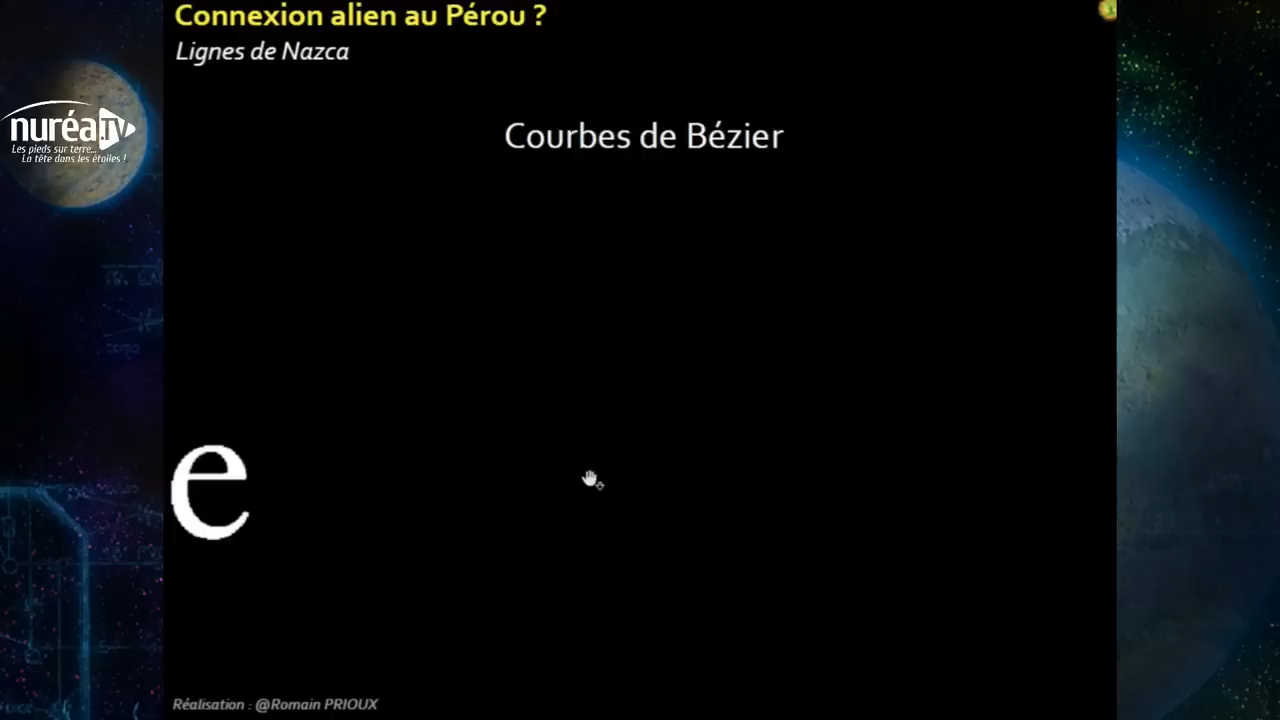 Connexion alien au Pérou ?
Lignes de Nazca
nuréa.TV
Les pieds sur terre...
La tête dans les étoiles !
Courbes de Bézier
e
Réalisation : @Romain PRIOUX